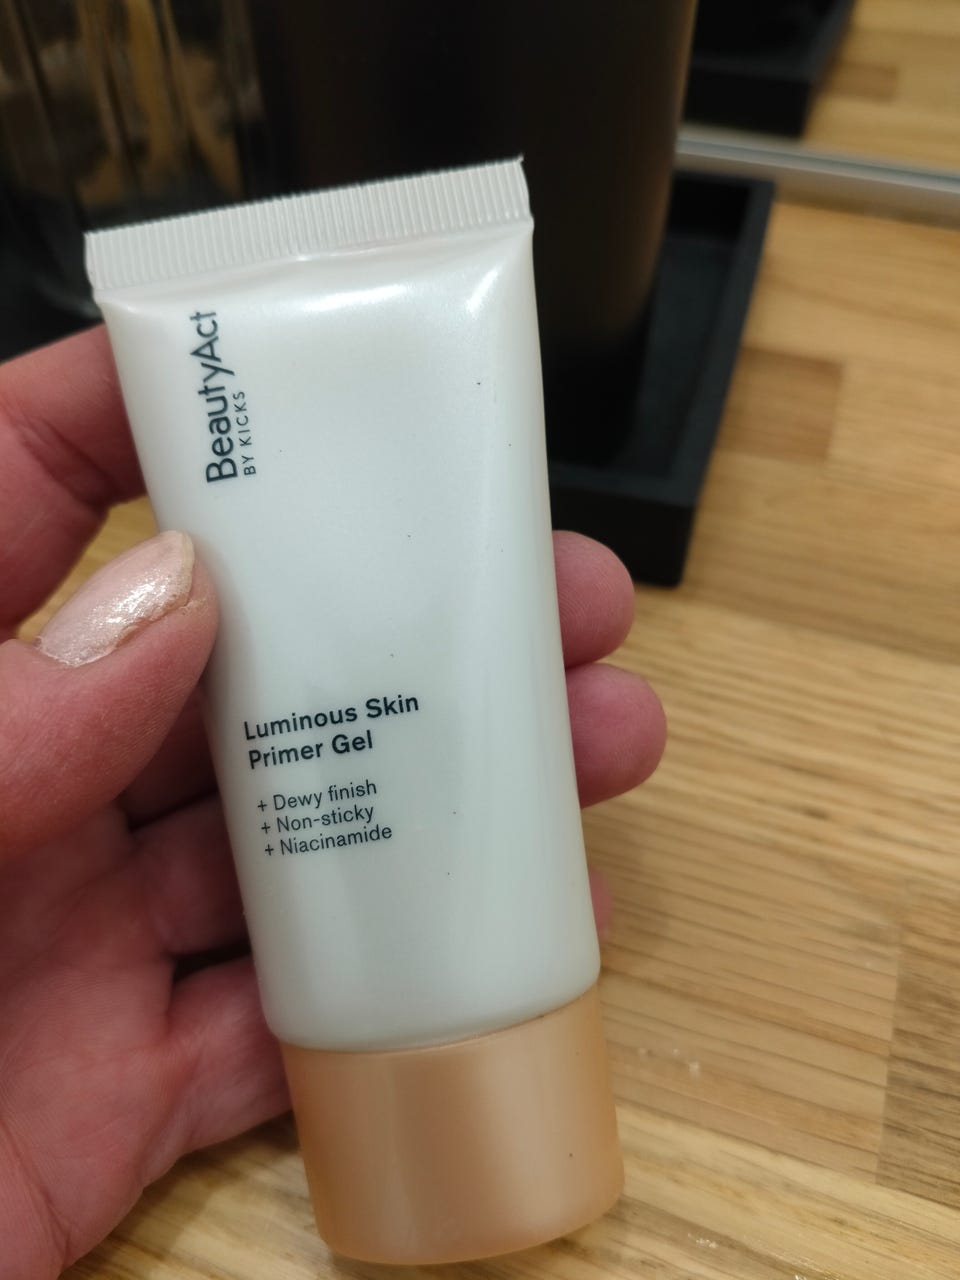 BeautyAct
BY KICKS
Luminous Skin
Primer Gel
+ Dewy finish
+ Non-sticky
+ Niacinamide